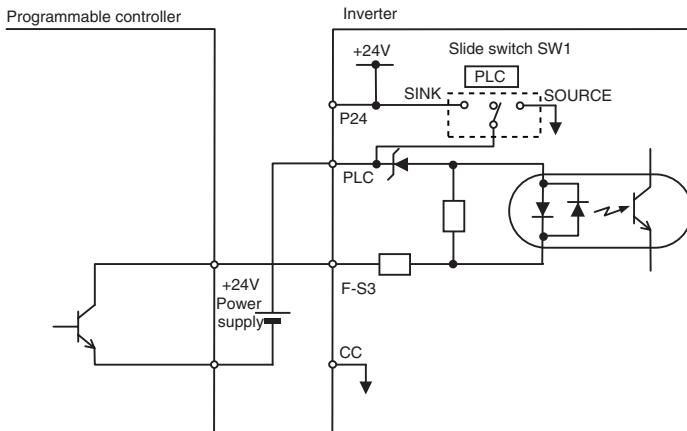 Programmable controller
Inverter
Slide switch SW1
+24V
PLC
SINK
SOURCE
P24
PLC
F-S3
+24V
Power
supply
CC